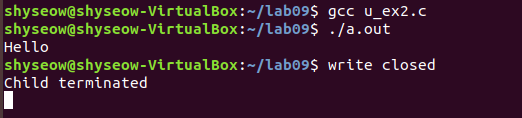 shyseow@shyseow-VirtualBox:~/lab09$ gcc u_ex2.c
shyseow@shyseow-VirtualBox:~/lab09$ ./a.out
Hello
shyseow@shyseow-VirtualBox:~/lab09$ write closed
Child terminated